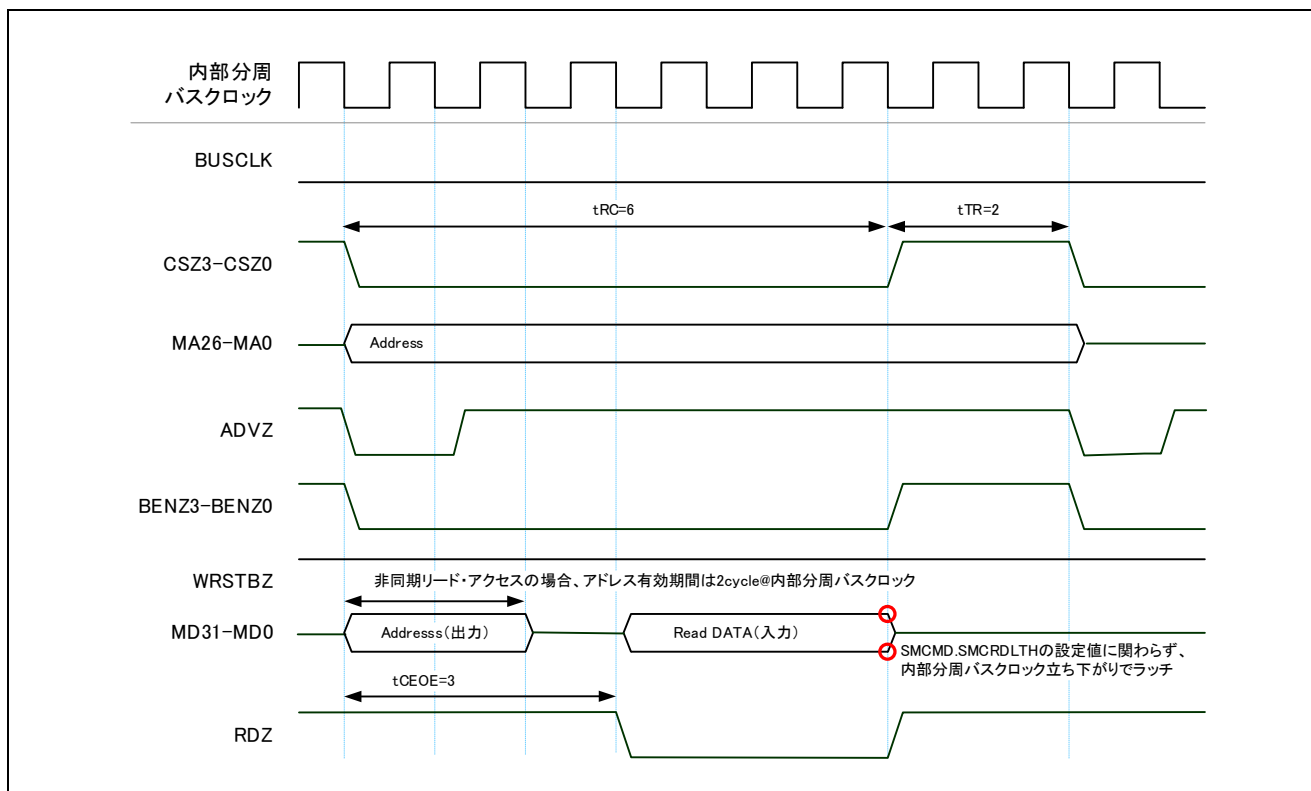 内部分周
バスクロック
BUSCLK
tRC=6
tTR=2
CSZ3-CSZ0
MA26-MA0
Address
ADVZ
BENZ3-BENZ0
WRSTBZ
非同期リード・アクセスの場合、アドレス有効期間は2cycle@内部分周バスクロック
MD31-MD0
Addresss(出力)
Read DATA(入力)
SMCMD.SMCRDLTHの設定値に関わらず、
内部分周バスクロック立ち下がりでラッチ
tCEOE=3
RDZ